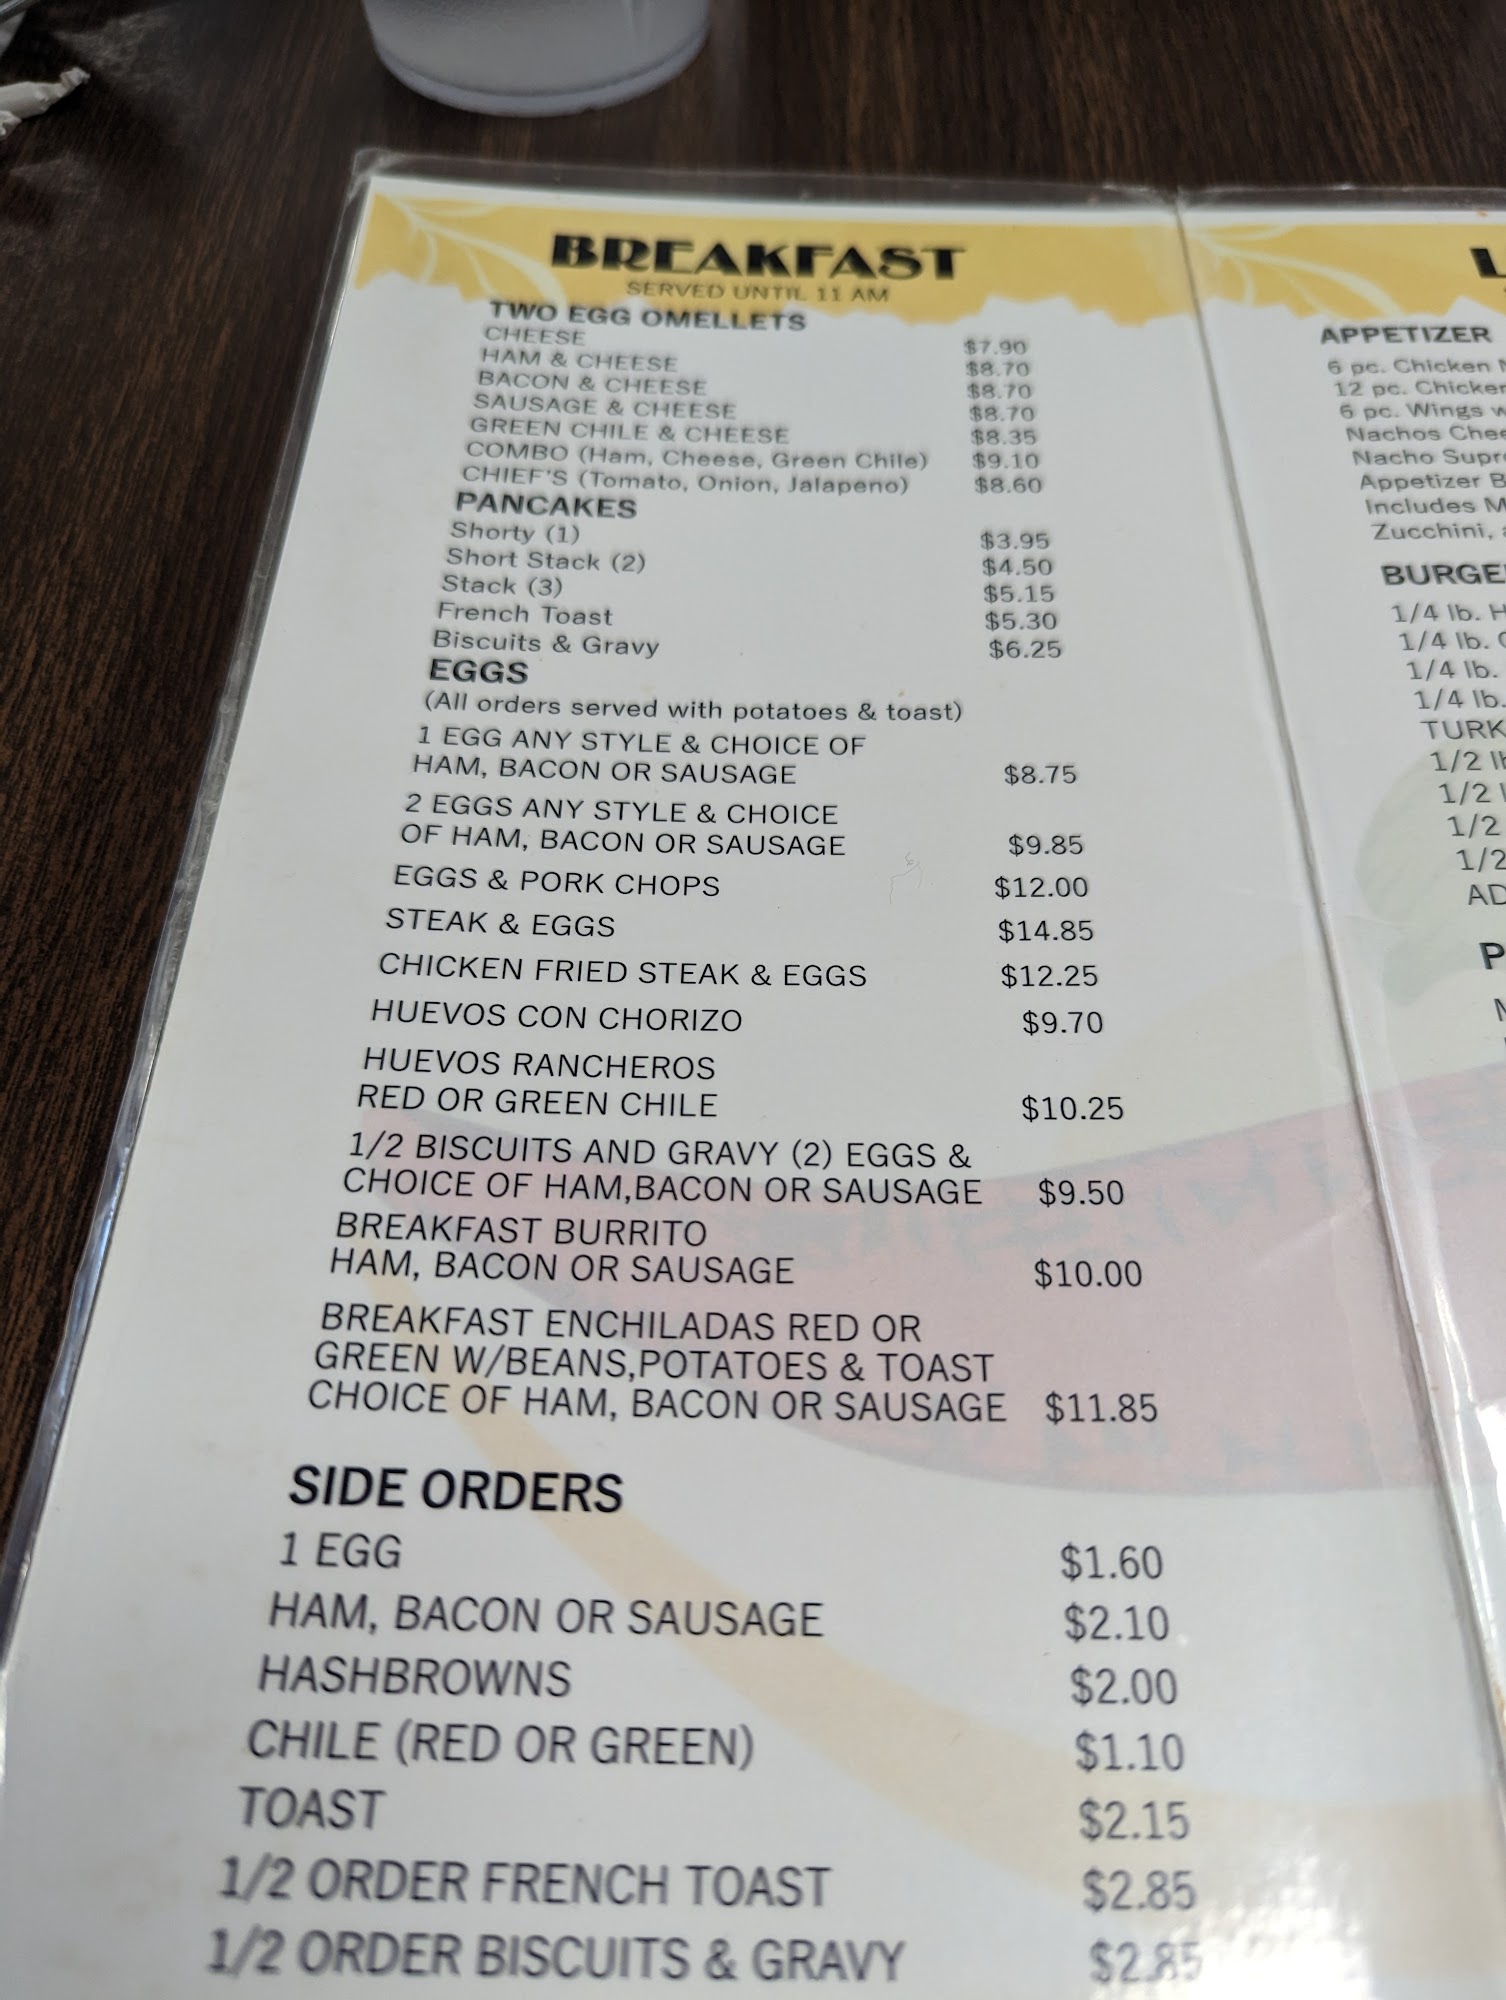 BREAKFAST
SERVED UNTIL 11 AM
TWO EGG OMELLETS
CHEESE $7.90
HAM & CHEESE $8.70
BACON & CHEESE $8.70
SAUSAGE & CHEESE $8.70
GREEN CHILE & CHEESE $8.35
COMBO (Ham, Cheese, Green Chile) $9.10
CHIEF'S (Tomato, Onion, Jalapeno) $8.60
PANCAKES
Shorty (1) $3.95
Short Stack (2) $4.50
Stack (3) $5.15
French Toast $5.30
Biscuits & Gravy $6.25
EGGS
(All orders served with potatoes & toast)
1 EGG ANY STYLE & CHOICE OF
HAM, BACON OR SAUSAGE $8.75
2 EGGS ANY STYLE & CHOICE
OF HAM, BACON OR SAUSAGE $9.85
EGGS & PORK CHOPS $12.00
STEAK & EGGS $14.85
CHICKEN FRIED STEAK & EGGS $12.25
HUEVOS CON CHORIZO $9.70
HUEVOS RANCHEROS
RED OR GREEN CHILE $10.25
1/2 BISCUITS AND GRAVY (2) EGGS &
CHOICE OF HAM,BACON OR SAUSAGE $9.50
BREAKFAST BURRITO
HAM, BACON OR SAUSAGE $10.00
BREAKFAST ENCHILADAS RED OR
GREEN W/BEANS,POTATOES & TOAST
CHOICE OF HAM, BACON OR SAUSAGE $11.85
SIDE ORDERS
1 EGG $1.60
HAM, BACON OR SAUSAGE $2.10
HASHBROWNS $2.00
CHILE (RED OR GREEN) $1.10
TOAST $2.15
1/2 ORDER FRENCH TOAST $2.85
1/2 ORDER BISCUITS & GRAVY $2.85
APPETIZER
6 pc. Chicken
12 pc. Chicken
6 pc. Wings
Nachos
Nacho
Appetizer
Includes
Zucchini,
1/4 lb.
1/4 lb.
1/4 lb.
1/4 lb.
1/2
1/2
1/2
1/2